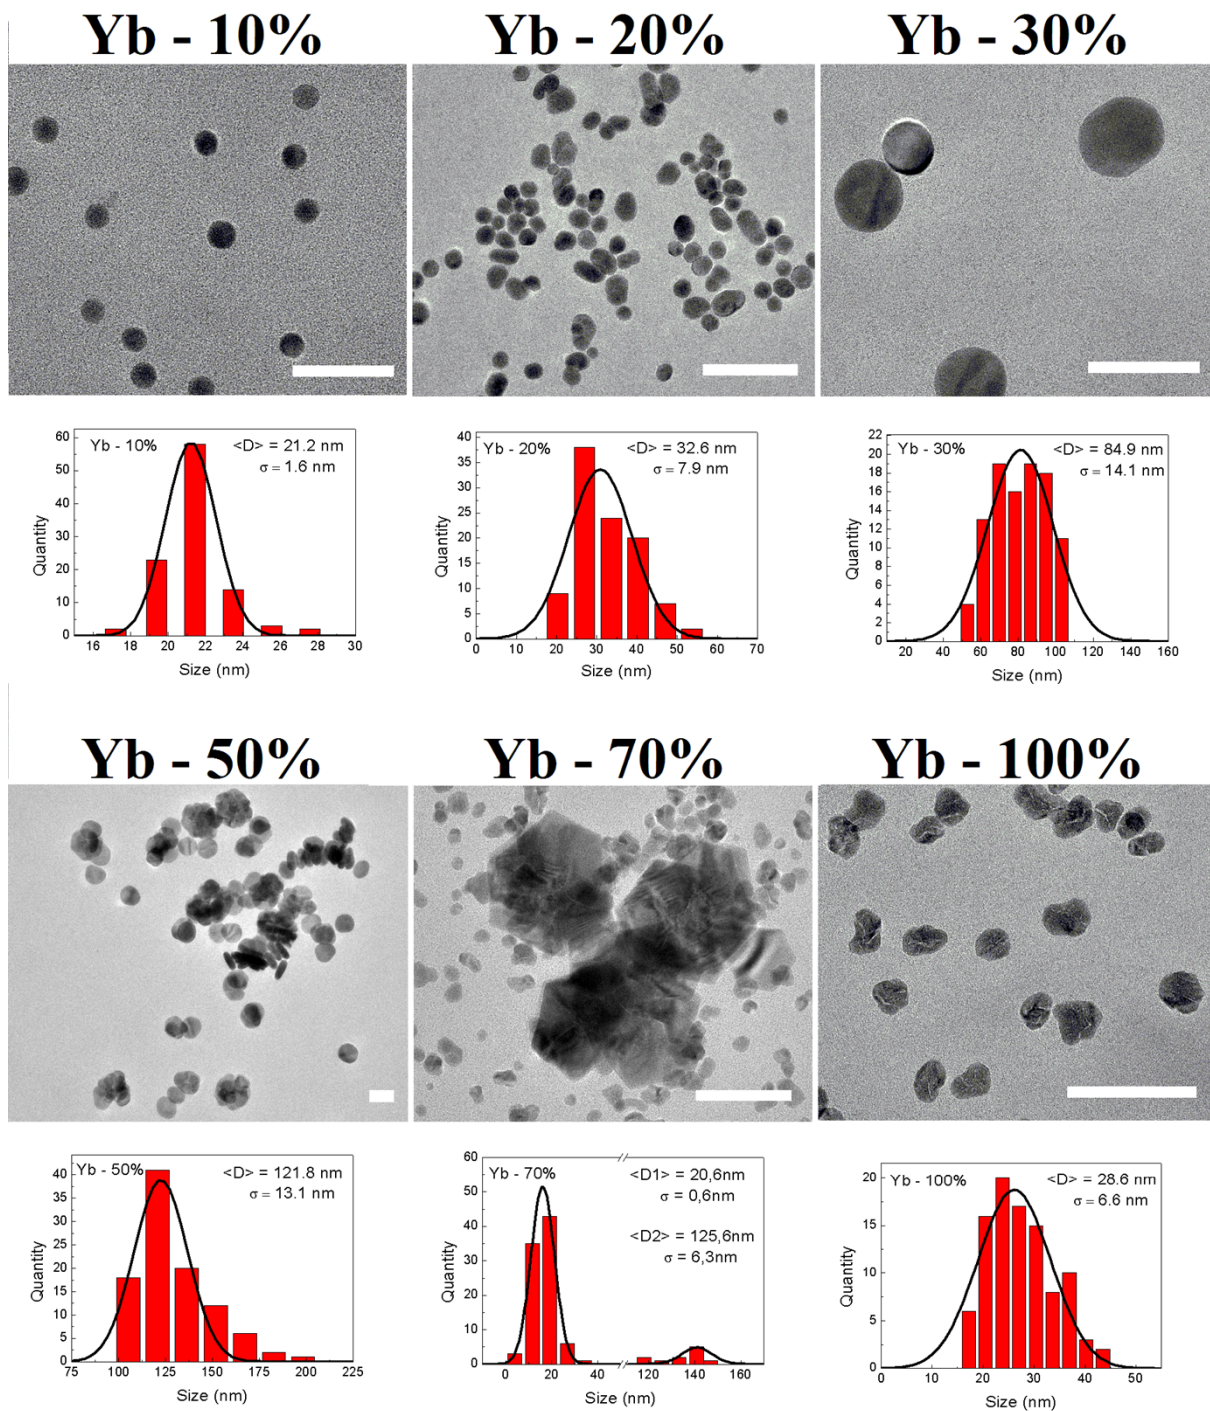 Yb - 10%
Yb - 20%
Yb - 30%
Yb - 10%
<D> = 21.2 nm
σ = 1.6 nm
60
50
40
30
20
10
0
Quantity
16 18 20 22 24 26 28 30
Size (nm)
Yb - 20%
<D> = 32.6 nm
σ = 7.9 nm
40
35
30
25
20
15
10
5
0
Quantity
0 10 20 30 40 50 60 70
Size (nm)
Yb - 30%
<D> = 84.9 nm
σ = 14.1 nm
22
20
18
16
14
12
10
8
6
4
2
0
Quantity
20 40 60 80 100 120 140 160
Size (nm)
Yb - 50%
Yb - 70%
Yb - 100%
Yb - 50%
<D> = 121.8 nm
σ = 13.1 nm
40
35
30
25
20
15
10
5
0
Quantity
75 100 125 150 175 200 225
Size (nm)
Yb - 70%
<D1> = 20,6nm
σ = 0,6nm
<D2> = 125,6nm
σ = 6,3nm
60
50
40
30
20
10
0
Quantity
0 20 40 120 140 160
Size (nm)
Yb - 100%
<D> = 28.6 nm
σ = 6.6 nm
20
15
10
5
0
Quantity
0 10 20 30 40 50
Size (nm)